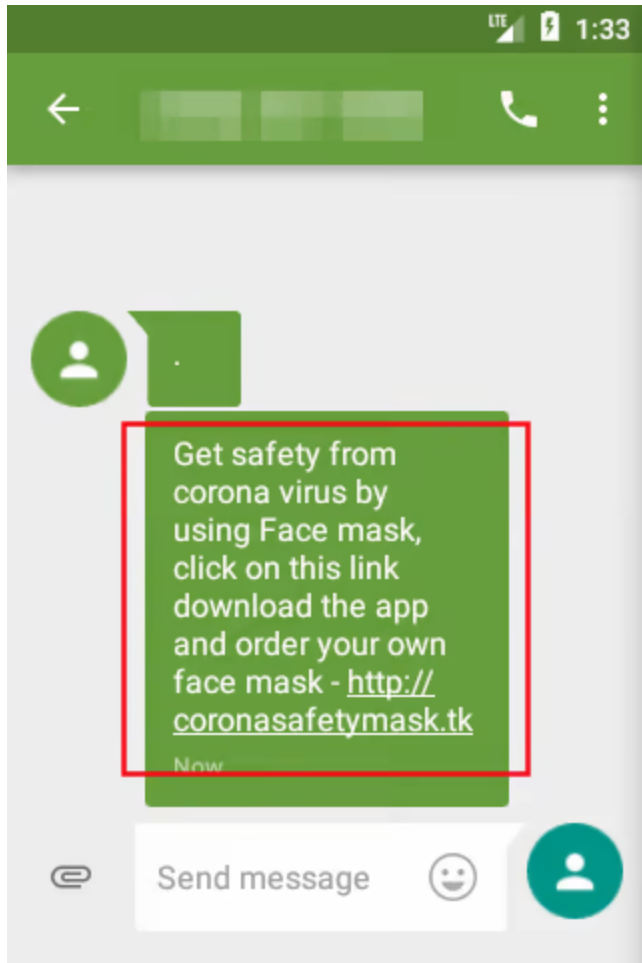 LTE 1:33
.
Get safety from
corona virus by
using Face mask,
click on this link
download the app
and order your own
face mask - http://
coronasafetymask.tk
Now
Send message